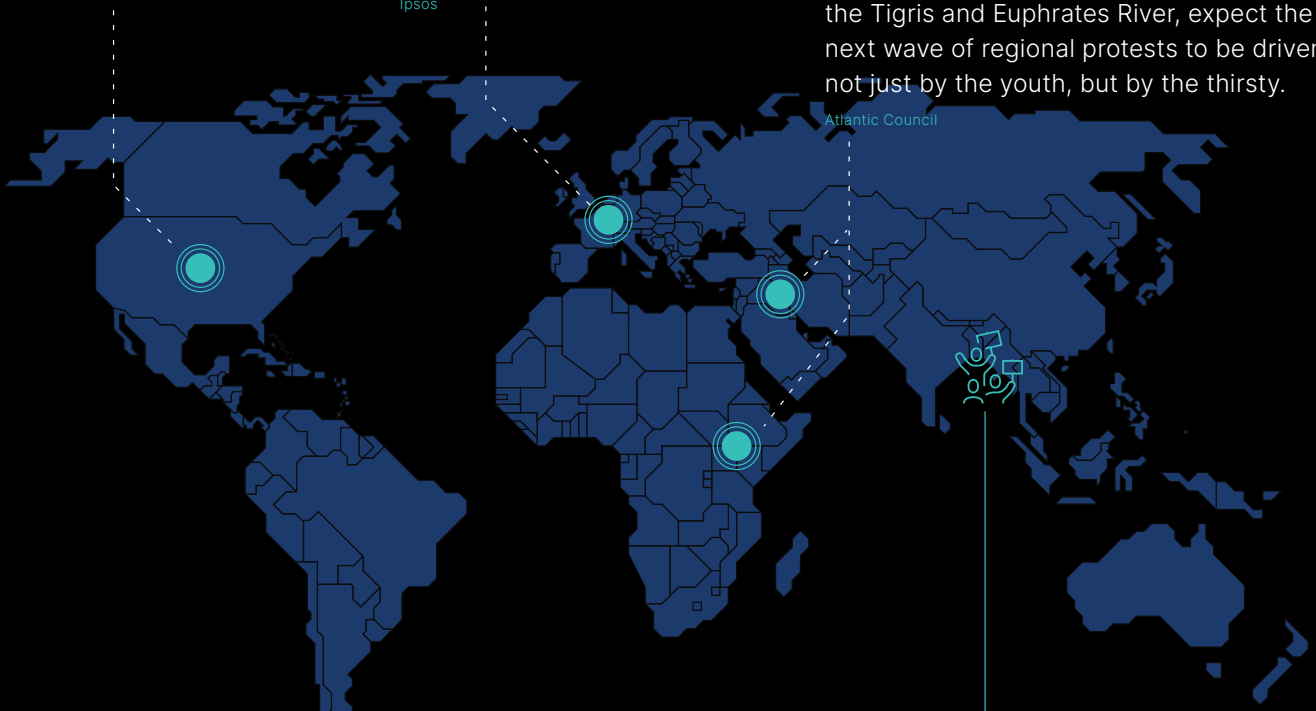 Ipsos
the Tigris and Euphrates River, expect the
next wave of regional protests to be driven
not just by the youth, but by the thirsty.
Atlantic Council